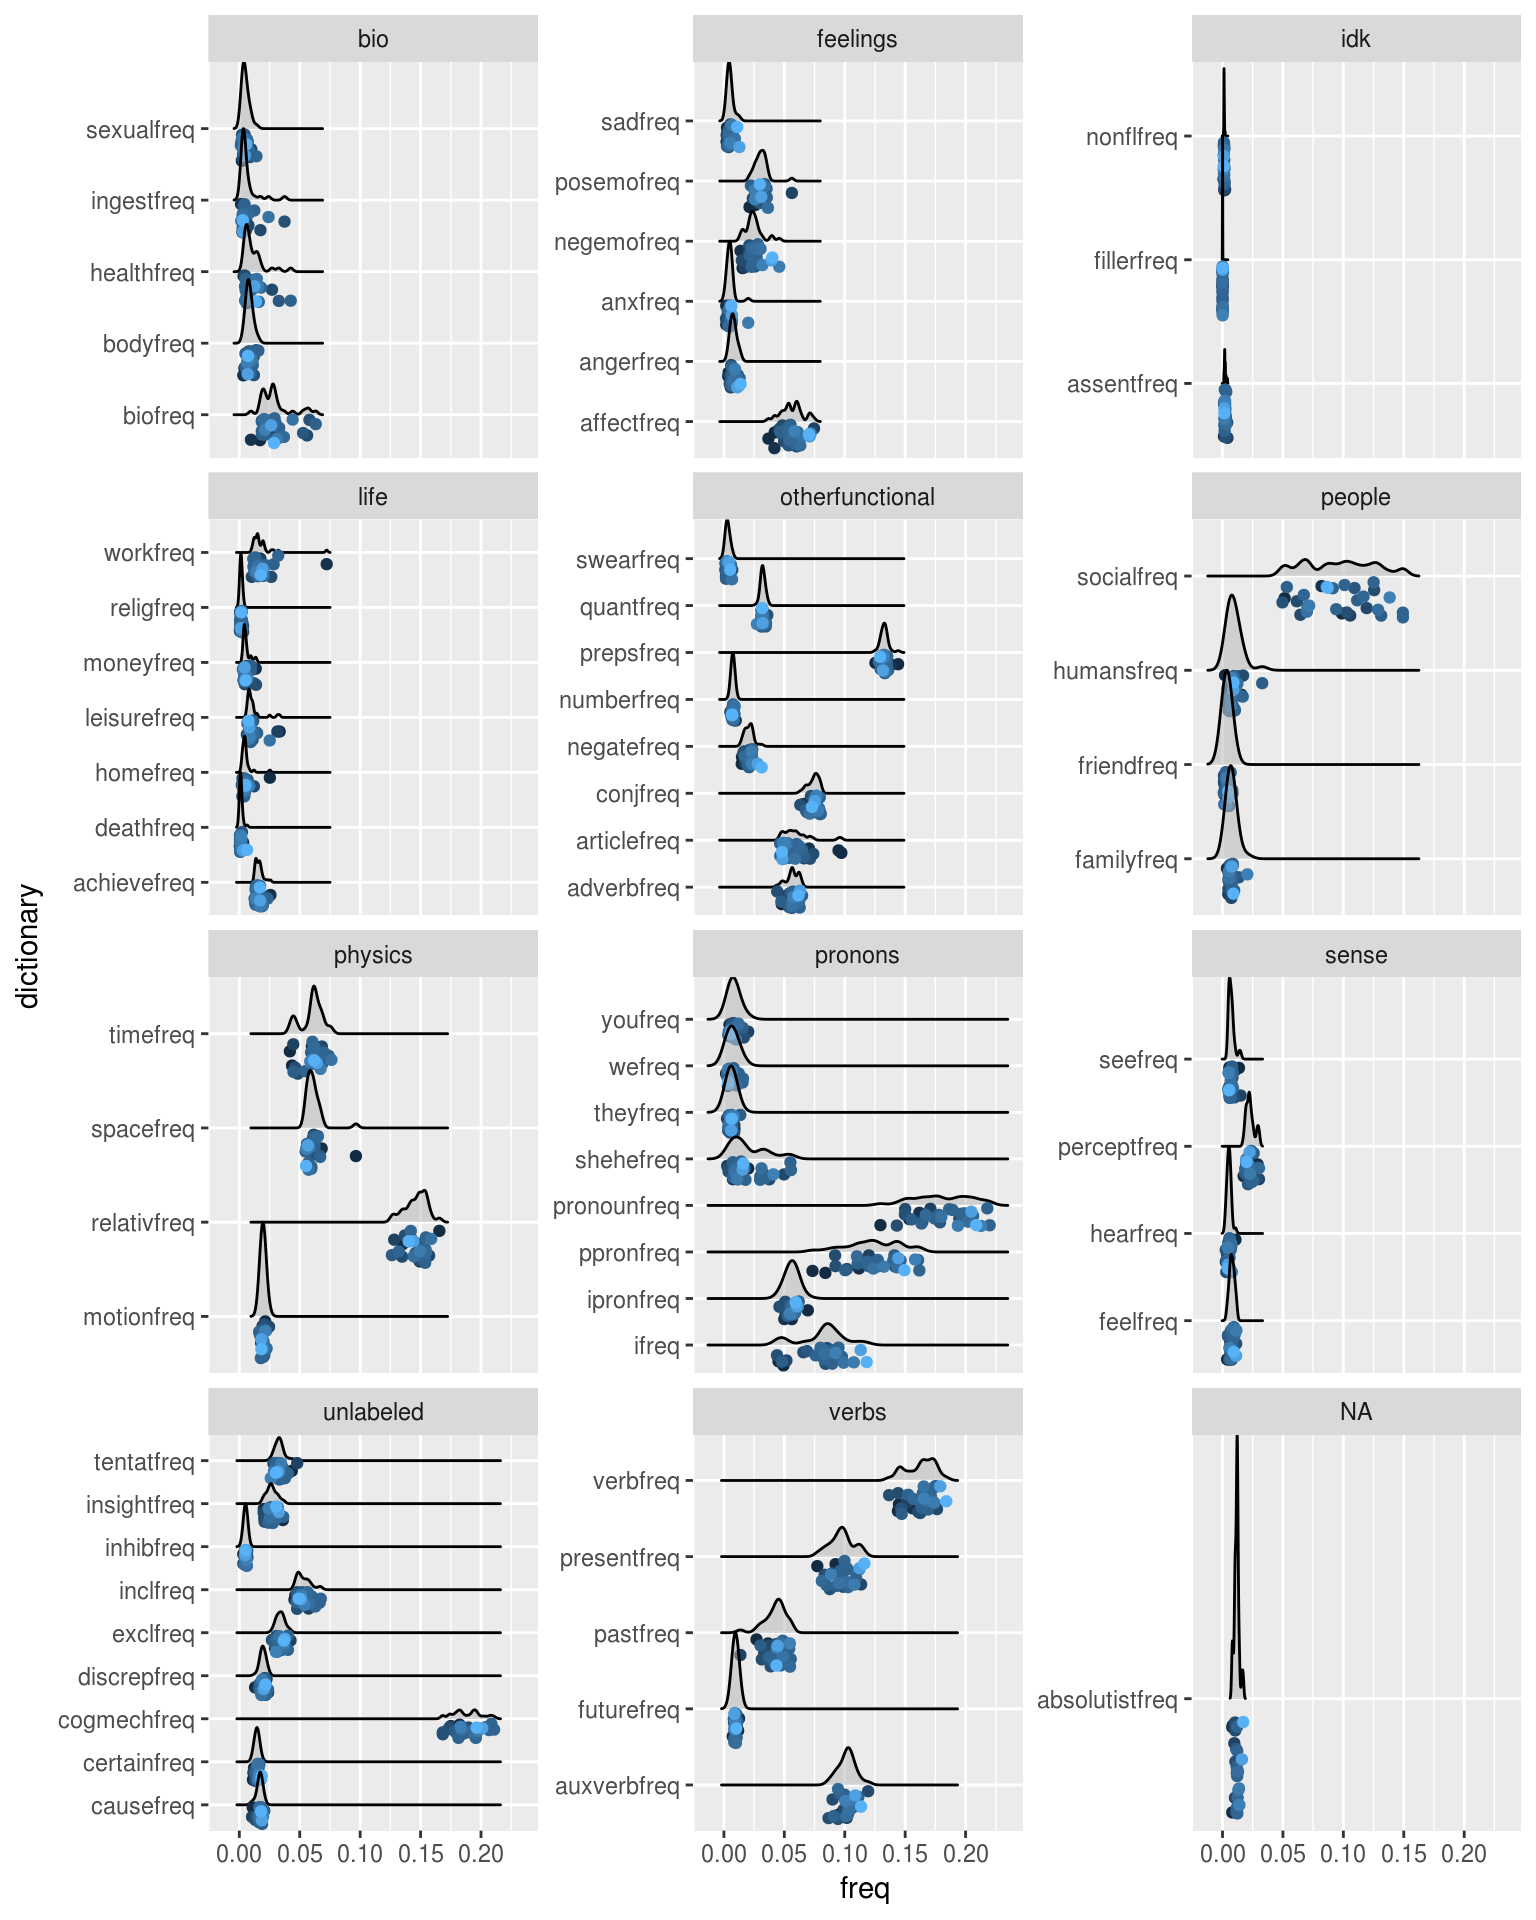 bio
feelings
idk
sexualfreq
ingestfreq
healthfreq
bodyfreq
biofreq
sadfreq
posemofreq
negemofreq
anxfreq
angerfreq
affectfreq
nonflfreq
fillerfreq
assentfreq
life
otherfunctional
people
workfreq
religfreq
moneyfreq
leisurefreq
homefreq
deathfreq
achievefreq
swearfreq
quantfreq
prepsfreq
numberfreq
negatefreq
conjfreq
articlefreq
adverbfreq
socialfreq
humansfreq
friendfreq
familyfreq
dictionary
physics
pronons
sense
timefreq
spacefreq
relativfreq
motionfreq
youfreq
wefreq
theyfreq
shehefreq
pronounfreq
ppronfreq
ipronfreq
ifreq
seefreq
perceptfreq
hearfreq
feelfreq
unlabeled
verbs
NA
tentatfreq
insightfreq
inhibfreq
inclfreq
exclfreq
discrepfreq
cogmechfreq
certainfreq
causefreq
verbfreq
presentfreq
pastfreq
futurefreq
auxverbfreq
absolutistfreq
0.00 0.05 0.10 0.15 0.20
0.00 0.05 0.10 0.15 0.20
0.00 0.05 0.10 0.15 0.20
freq